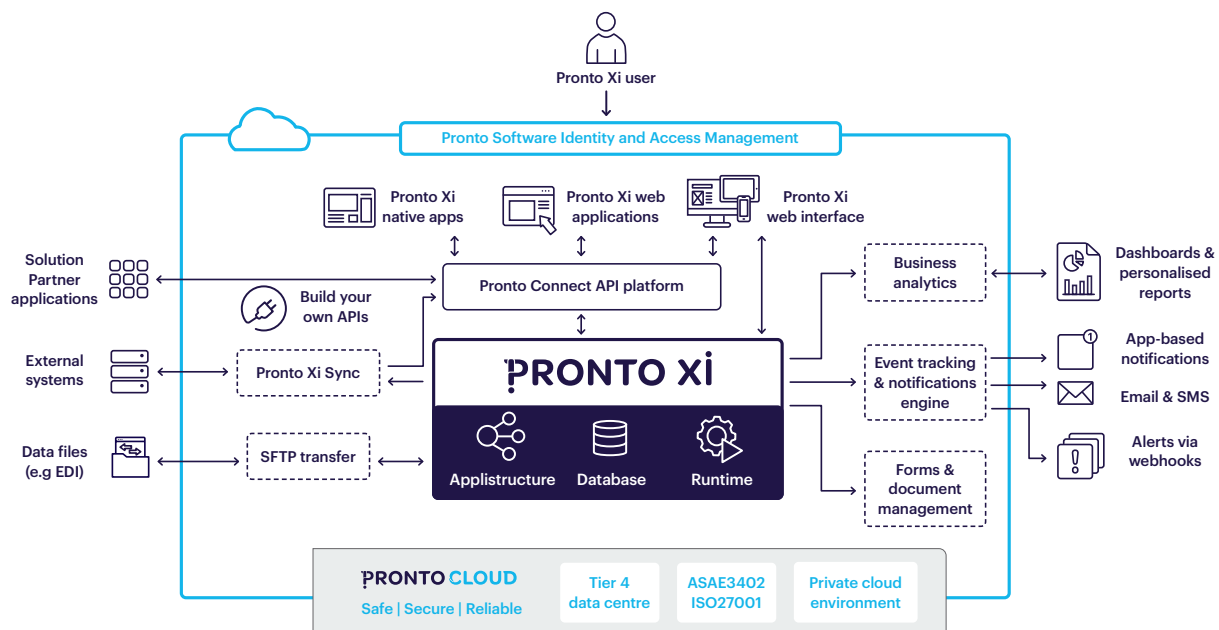 Pronto Xi user
Pronto Software Identity and Access Management
Pronto Xi
native apps
Pronto Xi web
applications
Pronto Xi
web interface
Solution
Partner
applications
Build your
own APIs
Pronto Connect API platform
Business
analytics
Dashboards &
personalised
reports
External
systems
Pronto Xi Sync
PRONTO Xi
Event tracking
& notifications
engine
1
App-based
notifications
Email & SMS
Data files
(e.g EDI)
SFTP transfer
Applistructure
Database
Runtime
Forms &
document
management
Alerts via
webhooks
PRONTO CLOUD
Safe | Secure | Reliable
Tier 4
data centre
ASAE3402
ISO27001
Private cloud
environment